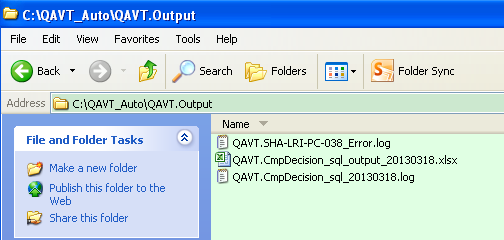 C:\QAVT_Auto\QAVT.Output
File Edit View Favorites Tools Help
Back Search Folders Folder Sync
Address C:\QAVT_Auto\QAVT.Output
File and Folder Tasks
Make a new folder
Publish this folder to the
Web
Share this folder
Name
QAVT.SHA-LRI-PC-038_Error.log
QAVT.CmpDecision_sql_output_20130318.xlsx
QAVT.CmpDecision_sql_20130318.log